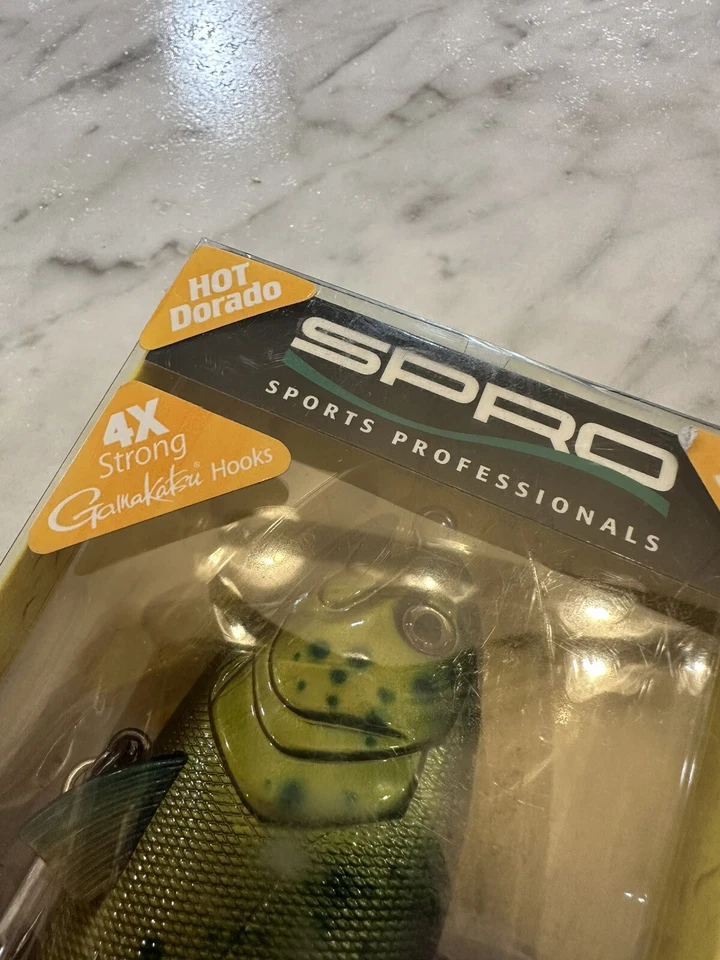 HOT
Dorado
SPRO
SPORTS PROFESSIONALS
4X
Strong
Gamakatsu® Hooks